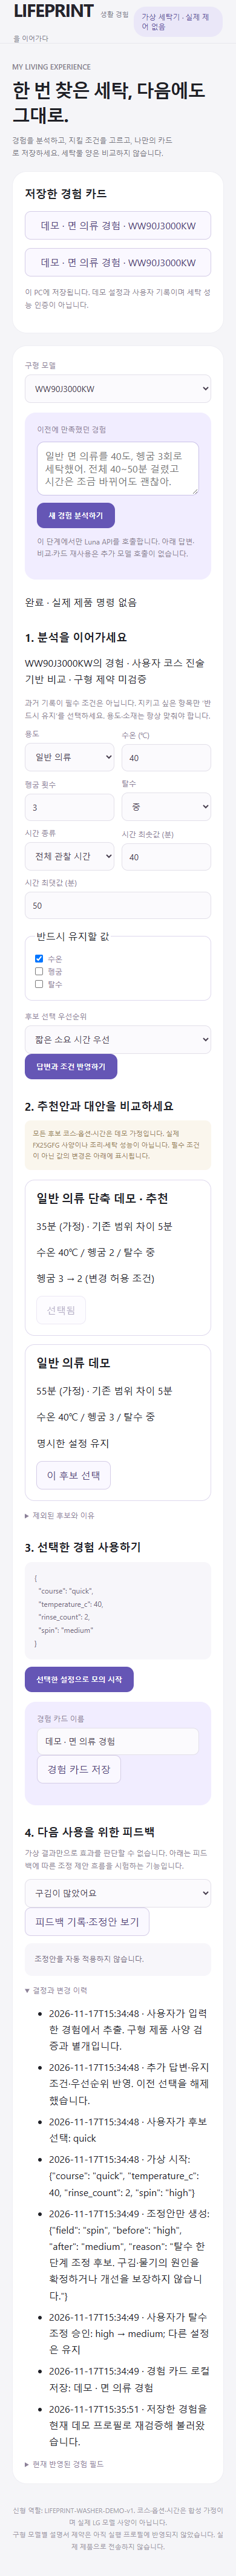 LIFEPRINT 생활 경험
을 이어가다
가상 세탁기 · 실제 제
어 없음
MY LIVING EXPERIENCE
한 번 찾은 세탁, 다음에도
그대로.
경험을 분석하고, 지킬 조건을 고르고, 나만의 카드
로 저장하세요. 세탁물 양은 비교하지 않습니다.
저장한 경험 카드
데모 · 면 의류 경험 · WW90J3000KW
데모 · 면 의류 경험 · WW90J3000KW
이 PC에 저장됩니다. 데모 설정과 사용자 기록이며 세탁 성
능 인증이 아닙니다.
구형 모델
WW90J3000KW
이전에 만족했던 경험
일반 면 의류를 40도, 헹굼 3회로
세탁했어. 전체 40~50분 걸렸고
시간은 조금 바뀌어도 괜찮아.
새 경험 분석하기
이 단계에서만 Luna API를 호출합니다. 아래 답변·
비교·카드 재사용은 추가 모델 호출이 없습니다.
완료 · 실제 제품 명령 없음
1. 분석을 이어가세요
WW90J3000KW의 경험 · 사용자 코스 진술
기반 비교 · 구형 제약 미검증
과거 기록이 필수 조건은 아닙니다. 지키고 싶은 항목만 '반
드시 유지'를 선택하세요. 용도·소재는 항상 맞춰야 합니다.
용도
일반 의류
수온 (℃)
40
헹굼 횟수
3
탈수
중
시간 종류
전체 관찰 시간
시간 최솟값 (분)
40
시간 최댓값 (분)
50
반드시 유지할 값
수온
헹굼
탈수
후보 선택 우선순위
짧은 소요 시간 우선
답변과 조건 반영하기
2. 추천안과 대안을 비교하세요
모든 후보 코스·옵션·시간은 데모 가정입니다. 실제
FX25GFG 사양이나 조리·세탁 성능이 아닙니다. 필수 조건
이 아닌 값의 변경은 아래에 표시됩니다.
일반 의류 단축 데모 · 추천
35분 (가정) · 기존 범위 차이 5분
수온 40℃ / 헹굼 2 / 탈수 중
헹굼 3 → 2 (변경 허용 조건)
선택됨
일반 의류 데모
55분 (가정) · 기존 범위 차이 5분
수온 40℃ / 헹굼 3 / 탈수 중
명시한 설정 유지
이 후보 선택
▶ 제외된 후보와 이유
3. 선택한 경험 사용하기
{
"course": "quick",
"temperature_c": 40,
"rinse_count": 2,
"spin": "medium"
}
선택한 설정으로 모의 시작
경험 카드 이름
데모 · 면 의류 경험
경험 카드 저장
4. 다음 사용을 위한 피드백
가상 결과만으로 효과를 판단할 수 없습니다. 아래는 피드
백에 따른 조정 제안 흐름을 시험하는 기능입니다.
구김이 많았어요
피드백 기록·조정안 보기
조정안을 자동 적용하지 않습니다.
▼ 결정과 변경 이력
• 2026-11-17T15:34:48 · 사용자가 입력
한 경험에서 추출. 구형 제품 사양 검
증과 별개입니다.
• 2026-11-17T15:34:48 · 추가 답변·유지
조건·우선순위 반영. 이전 선택을 해제
했습니다.
• 2026-11-17T15:34:48 · 사용자가 후보
선택: quick
• 2026-11-17T15:34:48 · 가상 시작:
{"course": "quick", "temperature_c":
40, "rinse_count": 2, "spin": "high"}
• 2026-11-17T15:34:49 · 조정안만 생성:
{"field": "spin", "before": "high",
"after": "medium", "reason": "탈수 한
단계 조정 후보. 구김·물기의 원인을
확정하거나 개선을 보장하지 않습니
다."}
• 2026-11-17T15:34:49 · 사용자가 탈수
조정 승인: high → medium; 다른 설정
은 유지
• 2026-11-17T15:34:49 · 경험 카드 로컬
저장: 데모 · 면 의류 경험
• 2026-11-17T15:35:51 · 저장한 경험을
현재 데모 프로필로 재검증해 불러왔
습니다.
▶ 현재 반영된 경험 필드
신형 역할: LIFEPRINT-WASHER-DEMO-v1. 코스·옵션·시간은 합성 가정이
며 실제 LG 모델 사양이 아닙니다.
구형 모델별 설명서 제약은 아직 실행 프로필에 반영되지 않았습니다. 실
제 제품으로 전송하지 않습니다.